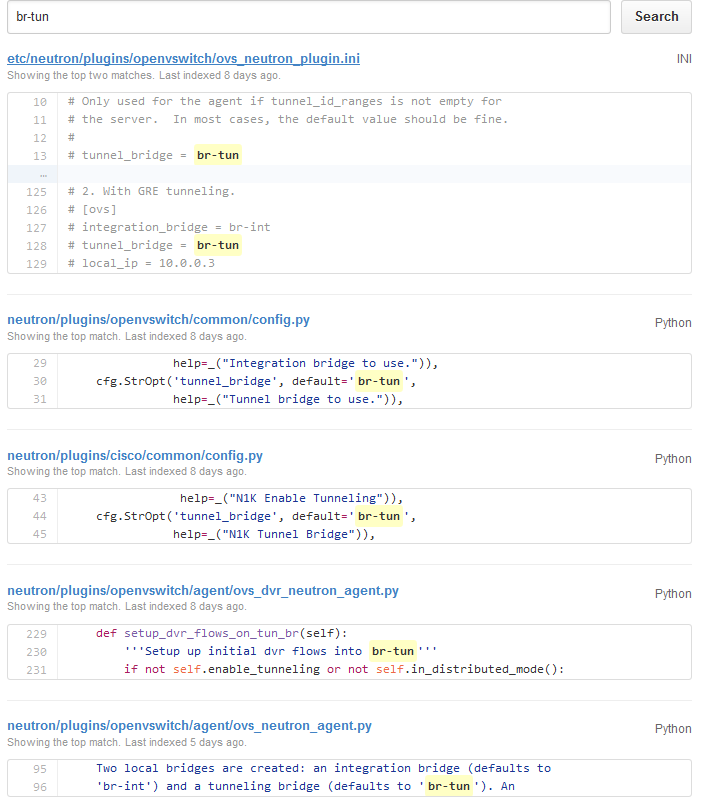 br-tun
Search
etc/neutron/plugins/openvswitch/ovs_neutron_plugin.ini
INI
Showing the top two matches. Last indexed 8 days ago.
10 # Only used for the agent if tunnel_id_ranges is not empty for
11 # the server.  In most cases, the default value should be fine.
12 #
13 # tunnel_bridge = br-tun
…
125 # 2. With GRE tunneling.
126 # [ovs]
127 # integration_bridge = br-int
128 # tunnel_bridge = br-tun
129 # local_ip = 10.0.0.3
neutron/plugins/openvswitch/common/config.py
Python
Showing the top match. Last indexed 8 days ago.
29 help=_("Integration bridge to use.")),
30 cfg.StrOpt('tunnel_bridge', default='br-tun',
31 help=_("Tunnel bridge to use.")),
neutron/plugins/cisco/common/config.py
Python
Showing the top match. Last indexed 8 days ago.
43 help=_("N1K Enable Tunneling")),
44 cfg.StrOpt('tunnel_bridge', default='br-tun',
45 help=_("N1K Tunnel Bridge")),
neutron/plugins/openvswitch/agent/ovs_dvr_neutron_agent.py
Python
Showing the top match. Last indexed 8 days ago.
229 def setup_dvr_flows_on_tun_br(self):
230 '''Setup up initial dvr flows into br-tun'''
231 if not self.enable_tunneling or not self.in_distributed_mode():
neutron/plugins/openvswitch/agent/ovs_neutron_agent.py
Python
Showing the top match. Last indexed 5 days ago.
95 Two local bridges are created: an integration bridge (defaults to
96 'br-int') and a tunneling bridge (defaults to 'br-tun'). An